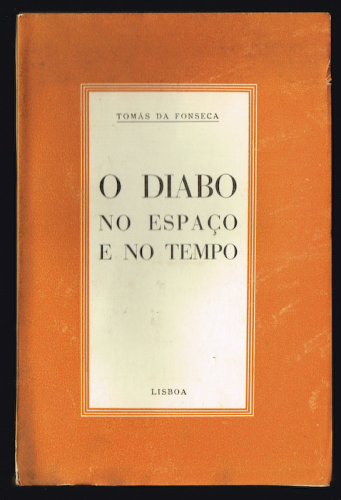 TOMÁS DA FONSECA
O DIABO
NO ESPAÇO
E NO TEMPO
LISBOA